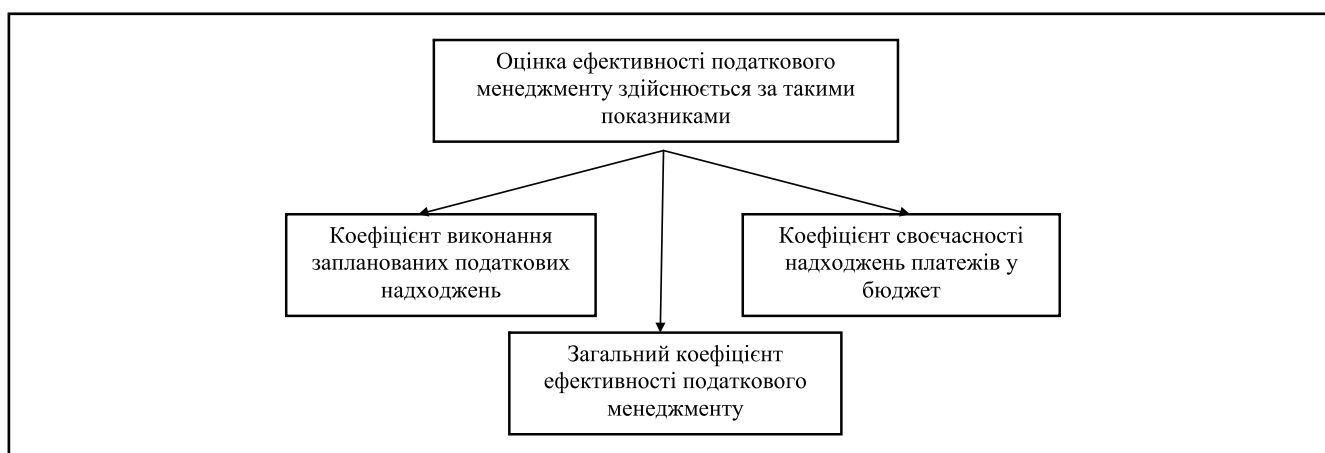 Оцінка ефективності податкового
менеджменту здійснюється за такими
показниками
Коефіцієнт виконання
запланованих податкових
надходжень
Коефіцієнт своєчасності
надходжень платежів у
бюджет
Загальний коефіцієнт
ефективності податкового
менеджменту